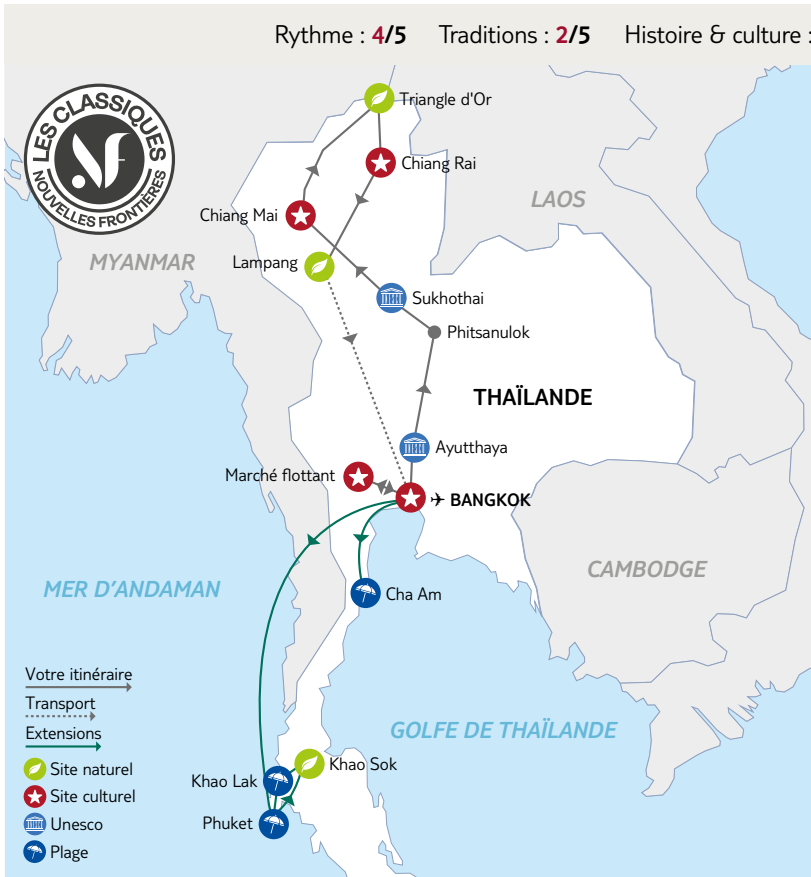 Rythme : 4/5 Traditions : 2/5 Histoire & culture :
LES CLASSIQUES
NF
NOUVELLES FRONTIÈRES
Triangle d'Or
Chiang Rai
LAOS
Chiang Mai
MYANMAR
Lampang
Sukhothai
Phitsanulok
THAÏLANDE
Ayutthaya
Marché flottant
BANGKOK
CAMBODGE
MER D'ANDAMAN
Cha Am
Votre itinéraire
Transport
Extensions
GOLFE DE THAÏLANDE
Site naturel
Khao Sok
Khao Lak
Site culturel
Phuket
Unesco
Plage